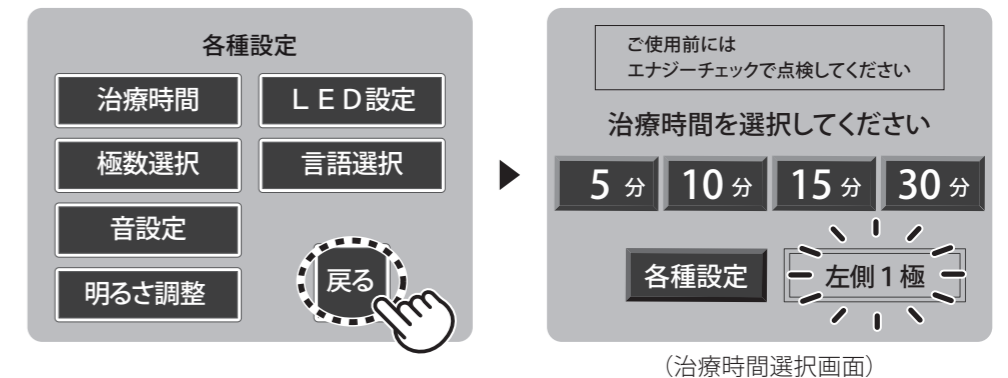 各種設定
治療時間
ＬＥＤ設定
極数選択
言語選択
音設定
明るさ調整
戻る
ご使用前には
エナジーチェックで点検してください
治療時間を選択してください
5 分
10 分
15 分
30 分
各種設定
左側1極
（治療時間選択画面）